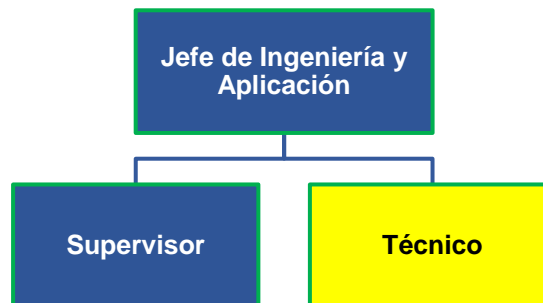 Jefe de Ingeniería y
Aplicación
Supervisor
Técnico